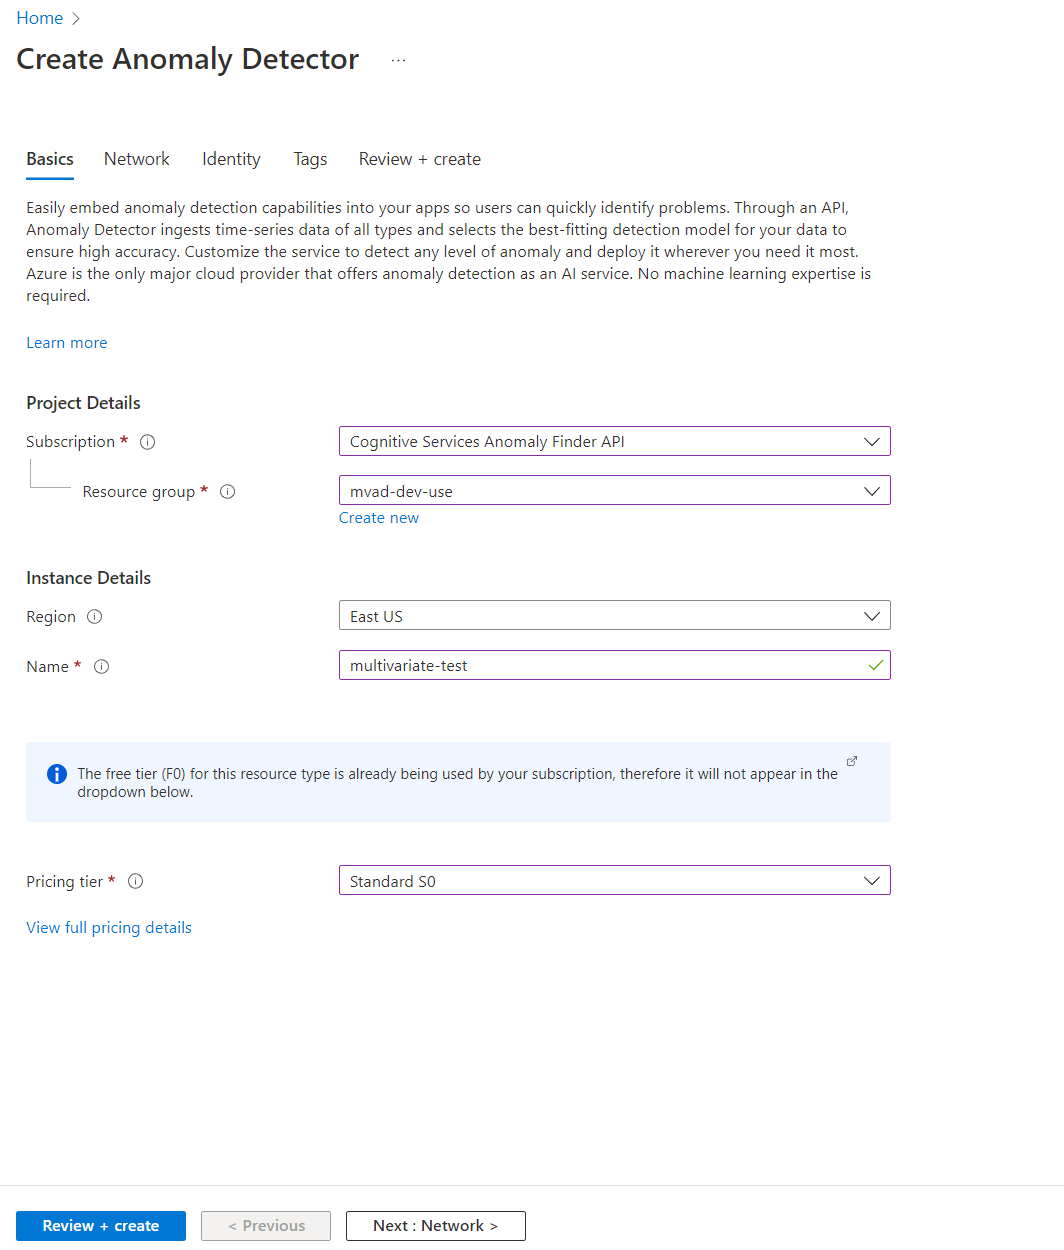 Home
Create Anomaly Detector ...
Basics Network Identity Tags Review + create
Easily embed anomaly detection capabilities into your apps so users can quickly identify problems. Through an API,
Anomaly Detector ingests time-series data of all types and selects the best-fitting detection model for your data to
ensure high accuracy. Customize the service to detect any level of anomaly and deploy it wherever you need it most.
Azure is the only major cloud provider that offers anomaly detection as an AI service. No machine learning expertise is
required.
Learn more
Project Details
Subscription * Cognitive Services Anomaly Finder API
Resource group * mvad-dev-use
Create new
Instance Details
Region East US
Name * multivariate-test
The free tier (F0) for this resource type is already being used by your subscription, therefore it will not appear in the
dropdown below.
Pricing tier * Standard S0
View full pricing details
Review + create < Previous Next : Network >